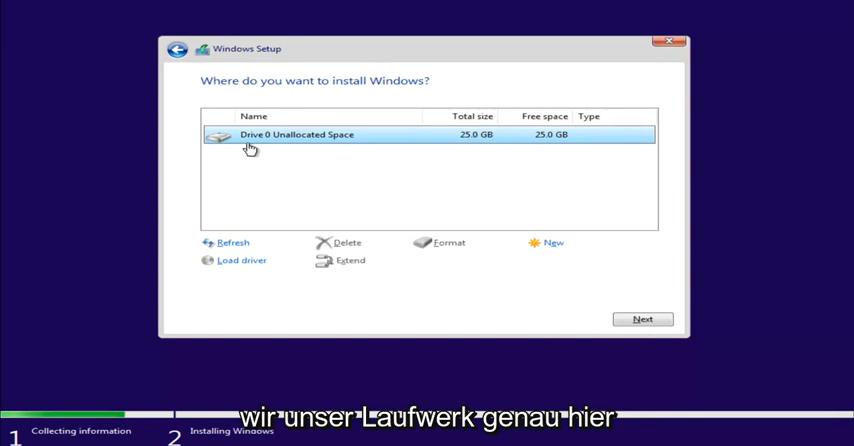 Windows Setup
Where do you want to install Windows?
Name Total size Free space Type
Drive 0 Unallocated Space 25.0 GB 25.0 GB
Refresh Delete Format New
Load driver Extend
Next
wir unser Laufwerk genau hier
1 Collecting information 2 Installing Windows